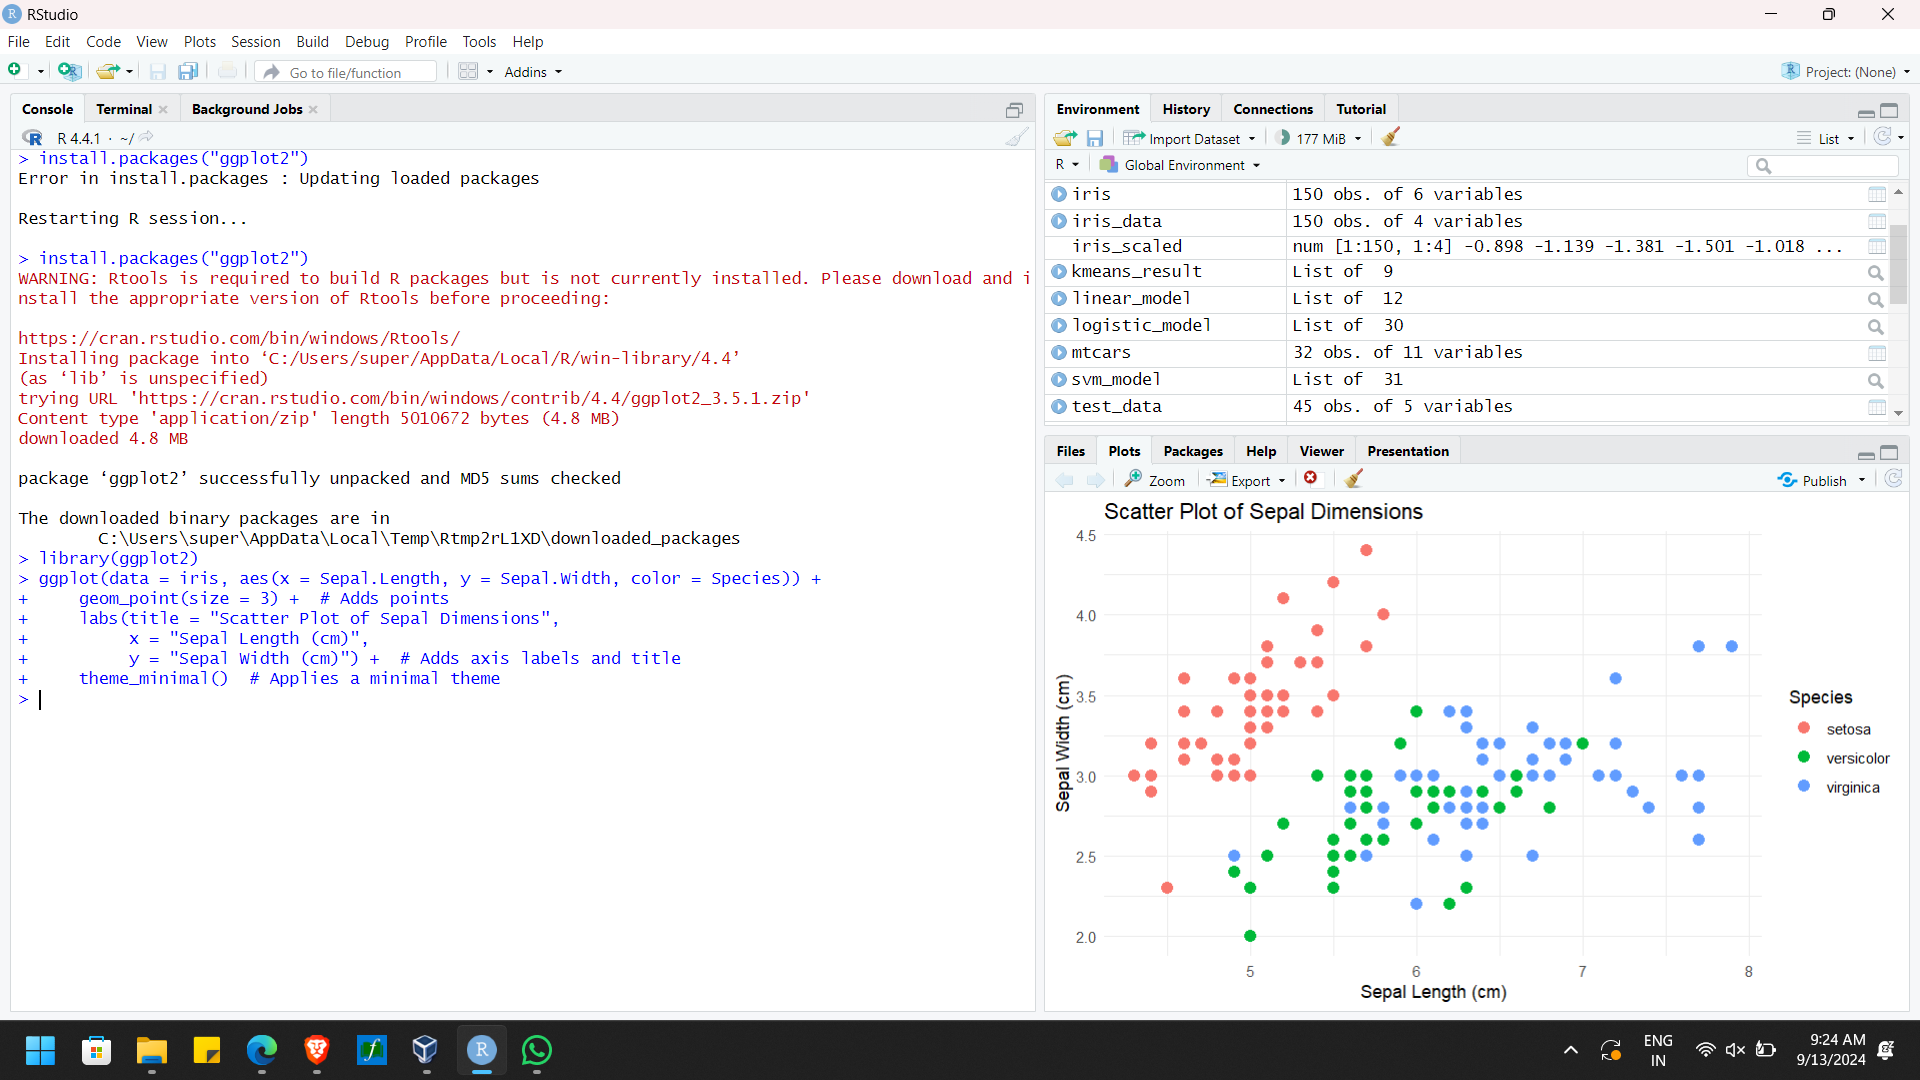 RStudio
File Edit Code View Plots Session Build Debug Profile Tools Help
Go to file/function Addins Project: (None)
Console Terminal Background Jobs
R 4.4.1 · ~/
> install.packages("ggplot2")
Error in install.packages : Updating loaded packages
Restarting R session...
> install.packages("ggplot2")
WARNING: Rtools is required to build R packages but is not currently installed. Please download and i
nstall the appropriate version of Rtools before proceeding:
https://cran.rstudio.com/bin/windows/Rtools/
Installing package into ‘C:/Users/super/AppData/Local/R/win-library/4.4’
(as ‘lib’ is unspecified)
trying URL 'https://cran.rstudio.com/bin/windows/contrib/4.4/ggplot2_3.5.1.zip'
Content type 'application/zip' length 5010672 bytes (4.8 MB)
downloaded 4.8 MB
package ‘ggplot2’ successfully unpacked and MD5 sums checked
The downloaded binary packages are in
C:\Users\super\AppData\Local\Temp\Rtmp2rL1XD\downloaded_packages
> library(ggplot2)
> ggplot(data = iris, aes(x = Sepal.Length, y = Sepal.Width, color = Species)) +
+     geom_point(size = 3) +  # Adds points
+     labs(title = "Scatter Plot of Sepal Dimensions",
+          x = "Sepal Length (cm)",
+          y = "Sepal Width (cm)") +  # Adds axis labels and title
+     theme_minimal()  # Applies a minimal theme
>
Environment History Connections Tutorial
Import Dataset 177 MiB List
R Global Environment
iris 150 obs. of 6 variables
iris_data 150 obs. of 4 variables
iris_scaled num [1:150, 1:4] -0.898 -1.139 -1.381 -1.501 -1.018 ...
kmeans_result List of 9
linear_model List of 12
logistic_model List of 30
mtcars 32 obs. of 11 variables
svm_model List of 31
test_data 45 obs. of 5 variables
Files Plots Packages Help Viewer Presentation
Zoom Export Publish
Scatter Plot of Sepal Dimensions
4.5
4.0
3.5
3.0
2.5
2.0
Sepal Width (cm)
5 6 7 8
Sepal Length (cm)
Species
setosa
versicolor
virginica
ENG
IN
9:24 AM
9/13/2024